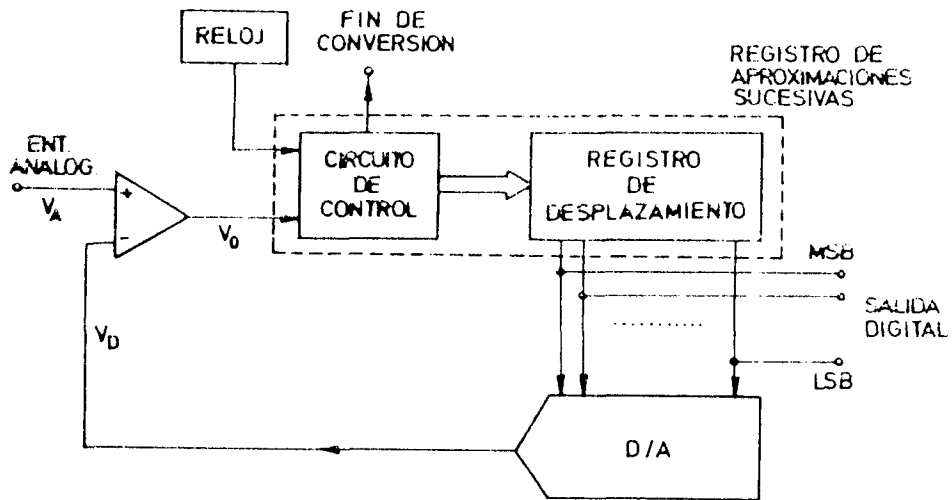 RELOJ
FIN DE
CONVERSION
REGISTRO DE
APROXIMACIONES
SUCESIVAS
ENT.
ANALOG.
V_A
+
-
V_0
CIRCUITO
DE
CONTROL
REGISTRO
DE
DESPLAZAMIENTO
MSB
SALIDA
DIGITAL
LSB
V_D
D/A